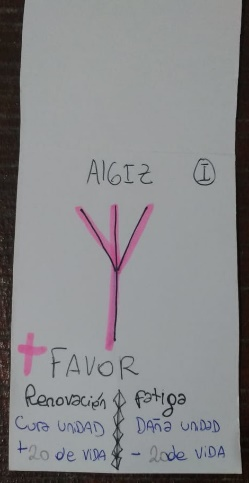 AlGIZ I
+ FAVOR
Renovación fatiga
Cura UNIDAD DAÑA UNIDAD
+20 de VIDA - 20 de VIDA